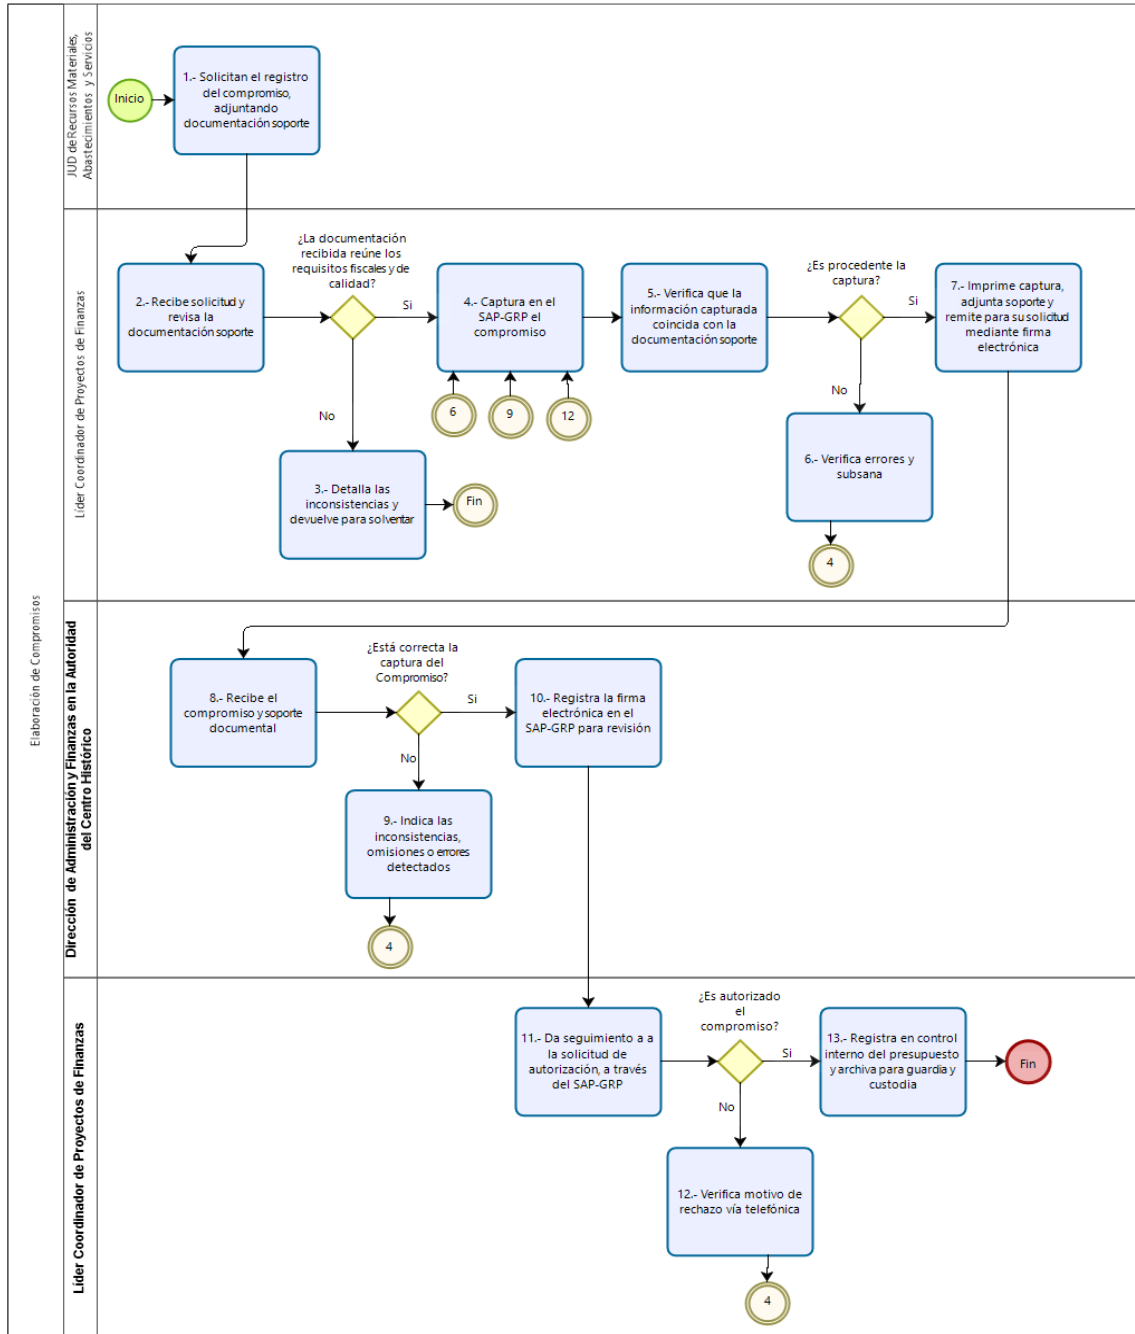 Elaboración de Compromisos
JUD de Recursos Materiales,
Abastecimientos y Servicios
Inicio
1.- Solicitan el registro
del compromiso,
adjuntando
documentación soporte
Líder Coordinador de Proyectos de Finanzas
2.- Recibe solicitud y
revisa la
documentación soporte
¿La documentación
recibida reúne los
requisitos fiscales y de
calidad?
Si
No
3.- Detalla las
inconsistencias y
devuelve para solventar
Fin
4.- Captura en el
SAP-GRP el
compromiso
6
9
12
5.- Verifica que la
información capturada
coincida con la
documentación soporte
¿Es procedente la
captura?
Si
No
6.- Verifica errores y
subsana
4
7.- Imprime captura,
adjunta soporte y
remite para su solicitud
mediante firma
electrónica
Dirección de Administración y Finanzas en la Autoridad
del Centro Histórico
8.- Recibe el
compromiso y soporte
documental
¿Está correcta la
captura del
Compromiso?
Si
No
9.- Indica las
inconsistencias,
omisiones o errores
detectados
4
10.- Registra la firma
electrónica en el
SAP-GRP para revisión
Líder Coordinador de Proyectos de Finanzas
11.- Da seguimiento a a
la solicitud de
autorización, a través
del SAP-GRP
¿Es autorizado
el
compromiso?
Si
No
12.- Verifica motivo de
rechazo vía telefónica
4
13.- Registra en control
interno del presupuesto
y archiva para guardia y
custodia
Fin